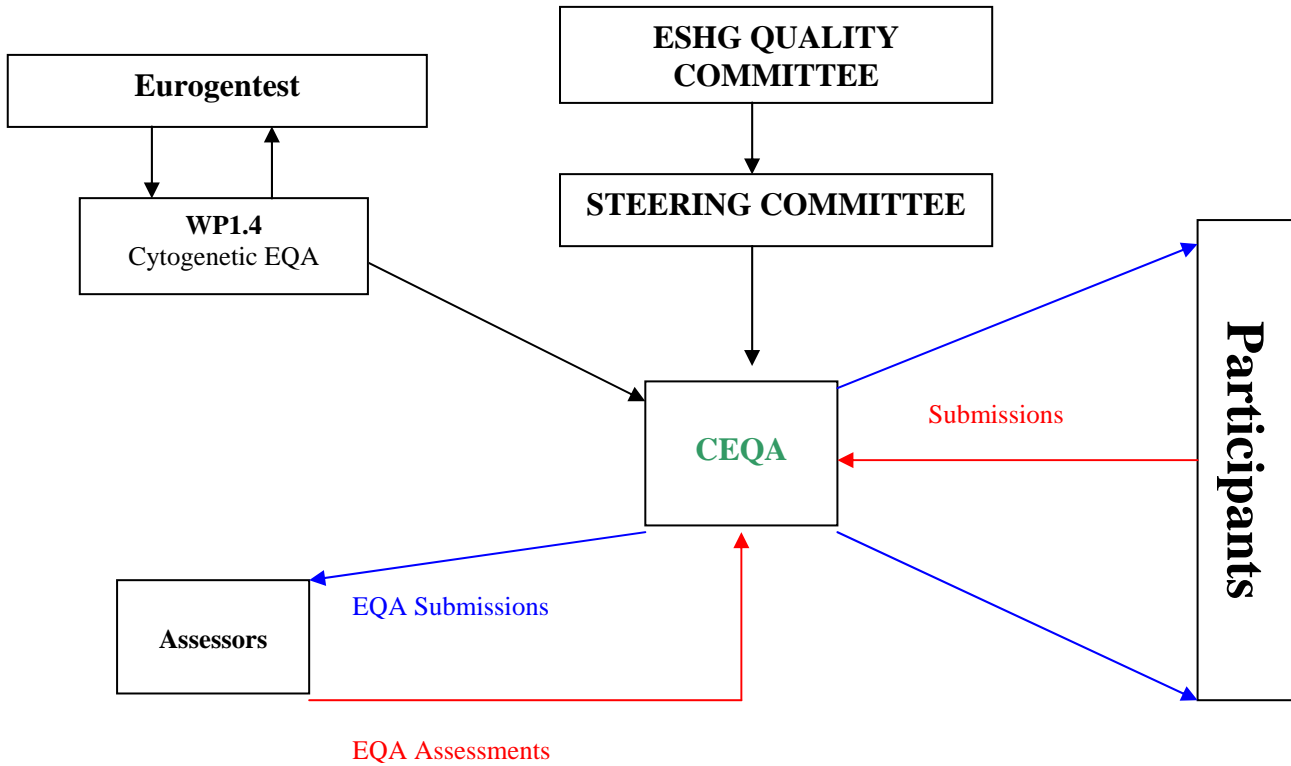 ESHG QUALITY
COMMITTEE
Eurogentest
STEERING COMMITTEE
WP1.4
Cytogenetic EQA
Participants
Submissions
CEQA
EQA Submissions
Assessors
EQA Assessments